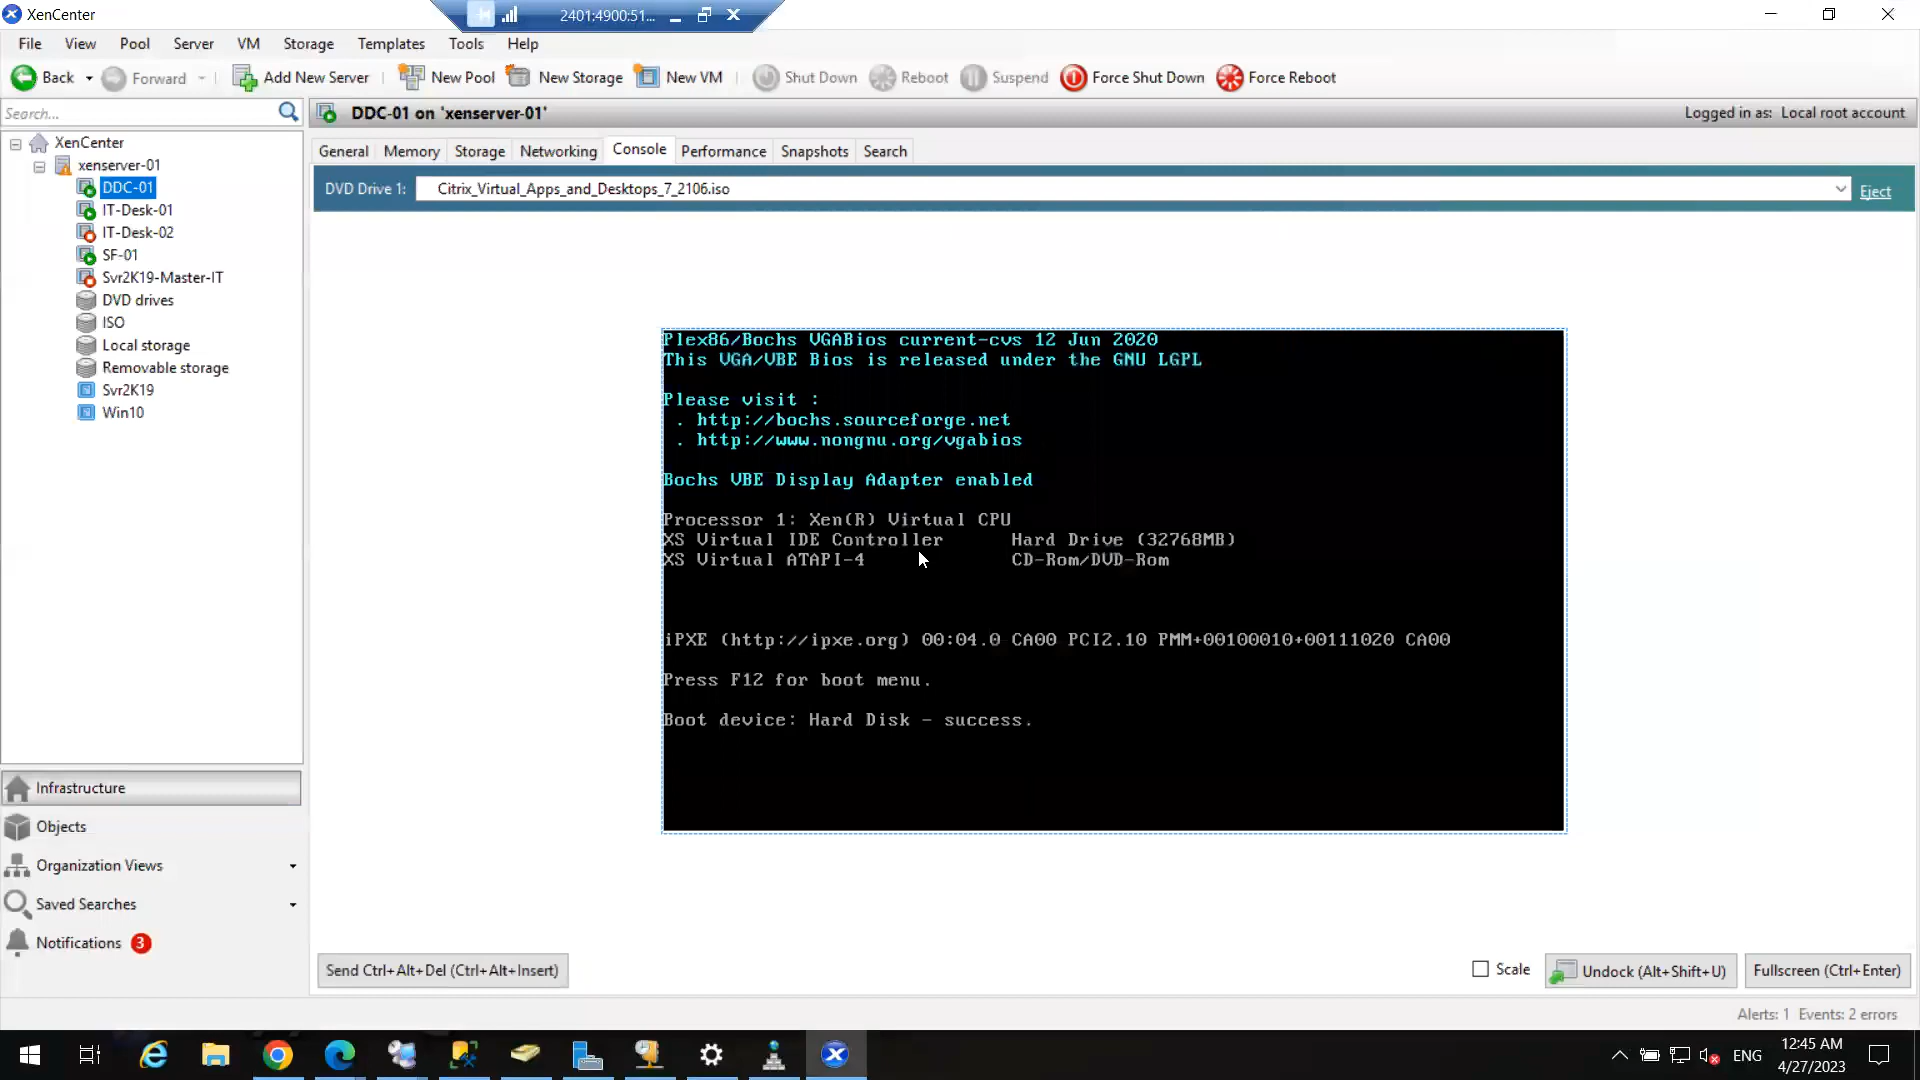 XenCenter
2401:4900:51...
File View Pool Server VM Storage Templates Tools Help
Back Forward Add New Server New Pool New Storage New VM Shut Down Reboot Suspend Force Shut Down Force Reboot
Search...
DDC-01 on 'xenserver-01'
Logged in as: Local root account
XenCenter
xenserver-01
DDC-01
IT-Desk-01
IT-Desk-02
SF-01
Svr2K19-Master-IT
DVD drives
ISO
Local storage
Removable storage
Svr2K19
Win10
General Memory Storage Networking Console Performance Snapshots Search
DVD Drive 1: Citrix_Virtual_Apps_and_Desktops_7_2106.iso Eject
Plex86/Bochs VGABios current-cvs 12 Jun 2020
This VGA/VBE Bios is released under the GNU LGPL
Please visit :
. http://bochs.sourceforge.net
. http://www.nongnu.org/vgabios
Bochs VBE Display Adapter enabled
Processor 1: Xen(R) Virtual CPU
XS Virtual IDE Controller Hard Drive (32768MB)
XS Virtual ATAPI-4 CD-Rom/DVD-Rom
iPXE (http://ipxe.org) 00:04.0 CA00 PCI2.10 PMM+00100010+00111020 CA00
Press F12 for boot menu.
Boot device: Hard Disk - success.
Infrastructure
Objects
Organization Views
Saved Searches
Notifications 3
Send Ctrl+Alt+Del (Ctrl+Alt+Insert)
Scale
Undock (Alt+Shift+U)
Fullscreen (Ctrl+Enter)
Alerts: 1 Events: 2 errors
ENG
12:45 AM
4/27/2023